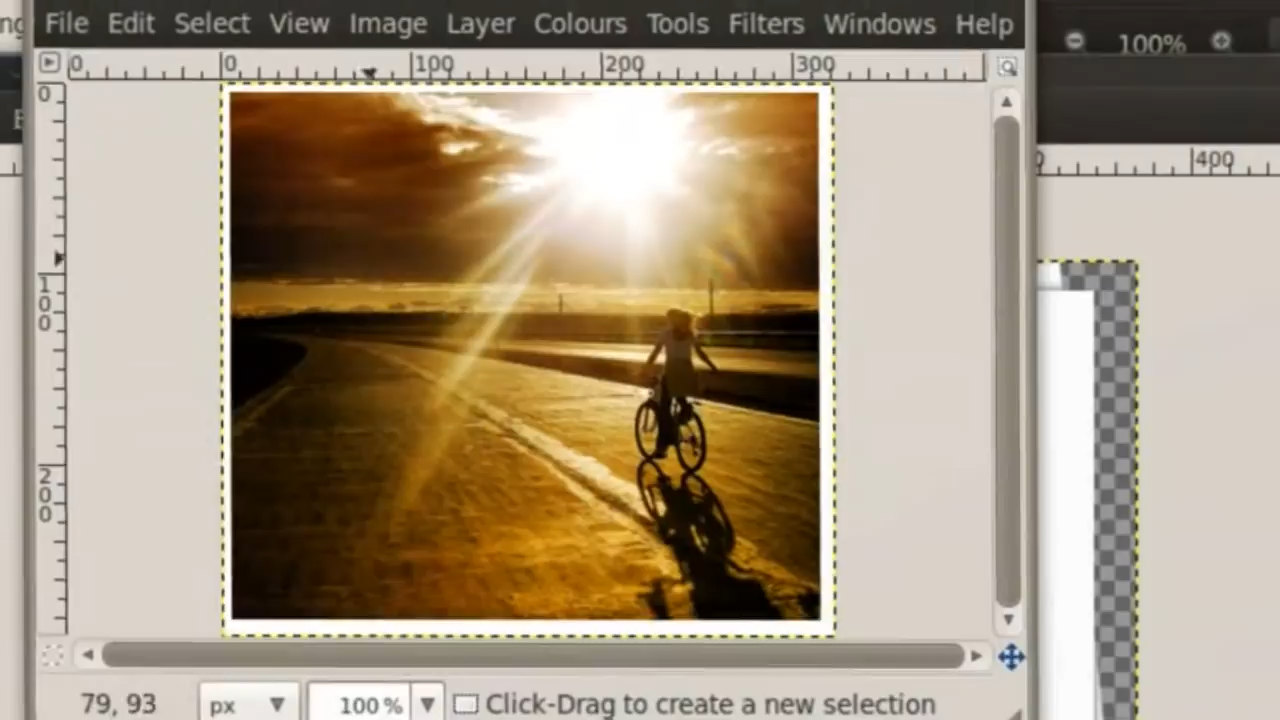 File Edit Select View Image Layer Colours Tools Filters Windows Help
100%
0 0 100 200 300
400
0
100
200
79, 93 px 100 % Click-Drag to create a new selection